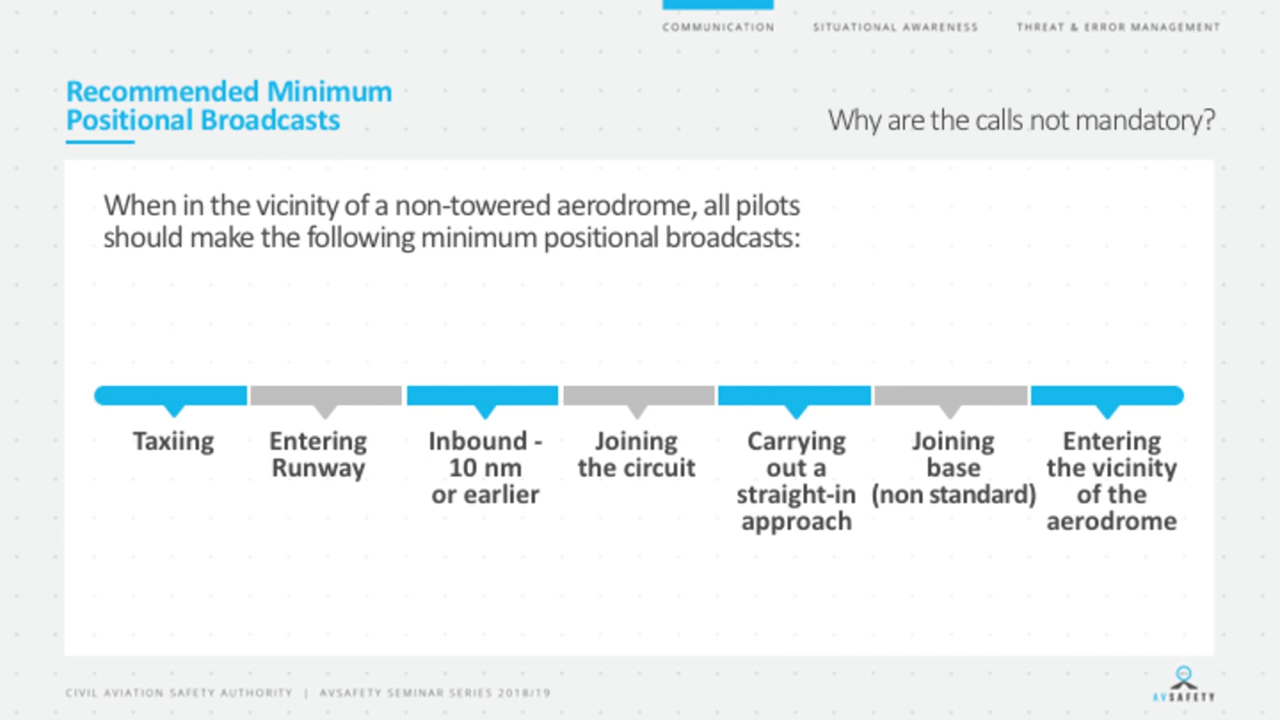 COMMUNICATION
SITUATIONAL AWARENESS
THREAT & ERROR MANAGEMENT
Recommended Minimum
Positional Broadcasts
Why are the calls not mandatory?
When in the vicinity of a non-towered aerodrome, all pilots
should make the following minimum positional broadcasts:
Taxiing
Entering
Runway
Inbound -
10 nm
or earlier
Joining
the circuit
Carrying
out a
straight-in
approach
Joining
base
(non standard)
Entering
the vicinity
of the
aerodrome
CIVIL AVIATION SAFETY AUTHORITY | AVSAFETY SEMINAR SERIES 2018/19
AVSAFETY